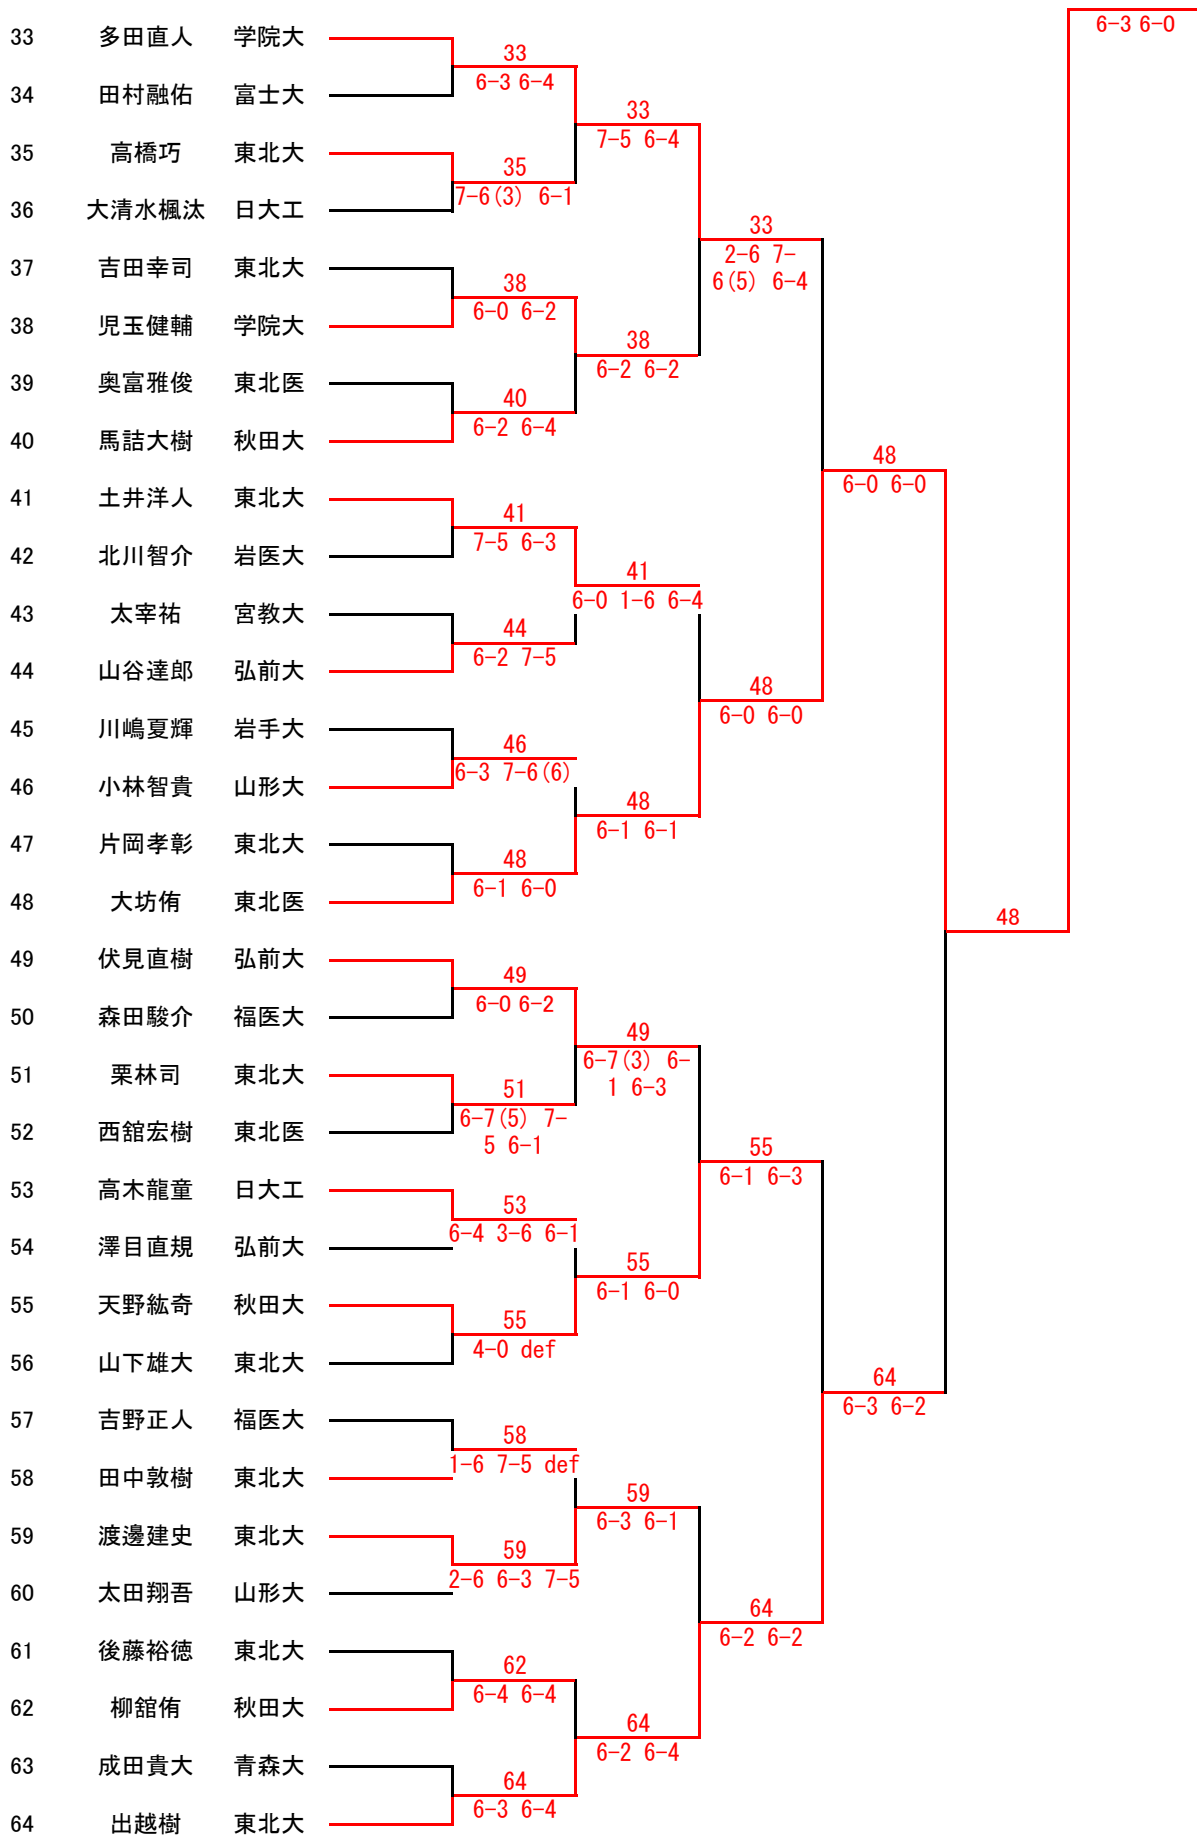 6-3 6-0
33 多田直人 学院大
33
6-3 6-4
34 田村融佑 富士大
33
7-5 6-4
35 高橋巧 東北大
35
7-6(3) 6-1
36 大清水楓汰 日大工
33
2-6 7-
6(5) 6-4
37 吉田幸司 東北大
38
6-0 6-2
38 児玉健輔 学院大
38
6-2 6-2
39 奥富雅俊 東北医
40
6-2 6-4
40 馬詰大樹 秋田大
48
6-0 6-0
41 土井洋人 東北大
41
7-5 6-3
42 北川智介 岩医大
41
6-0 1-6 6-4
43 太宰祐 宮教大
44
6-2 7-5
44 山谷達郎 弘前大
48
6-0 6-0
45 川嶋夏輝 岩手大
46
6-3 7-6(6)
46 小林智貴 山形大
48
6-1 6-1
47 片岡孝彰 東北大
48
6-1 6-0
48 大坊侑 東北医
48
49 伏見直樹 弘前大
49
6-0 6-2
50 森田駿介 福医大
49
6-7(3) 6-
1 6-3
51 栗林司 東北大
51
6-7(5) 7-
5 6-1
52 西舘宏樹 東北医
55
6-1 6-3
53 高木龍童 日大工
53
6-4 3-6 6-1
54 澤目直規 弘前大
55
6-1 6-0
55 天野紘奇 秋田大
55
4-0 def
56 山下雄大 東北大
64
6-3 6-2
57 吉野正人 福医大
58
1-6 7-5 def
58 田中敦樹 東北大
59
6-3 6-1
59 渡邊建史 東北大
59
2-6 6-3 7-5
60 太田翔吾 山形大
64
6-2 6-2
61 後藤裕徳 東北大
62
6-4 6-4
62 柳舘侑 秋田大
64
6-2 6-4
63 成田貴大 青森大
64
6-3 6-4
64 出越樹 東北大